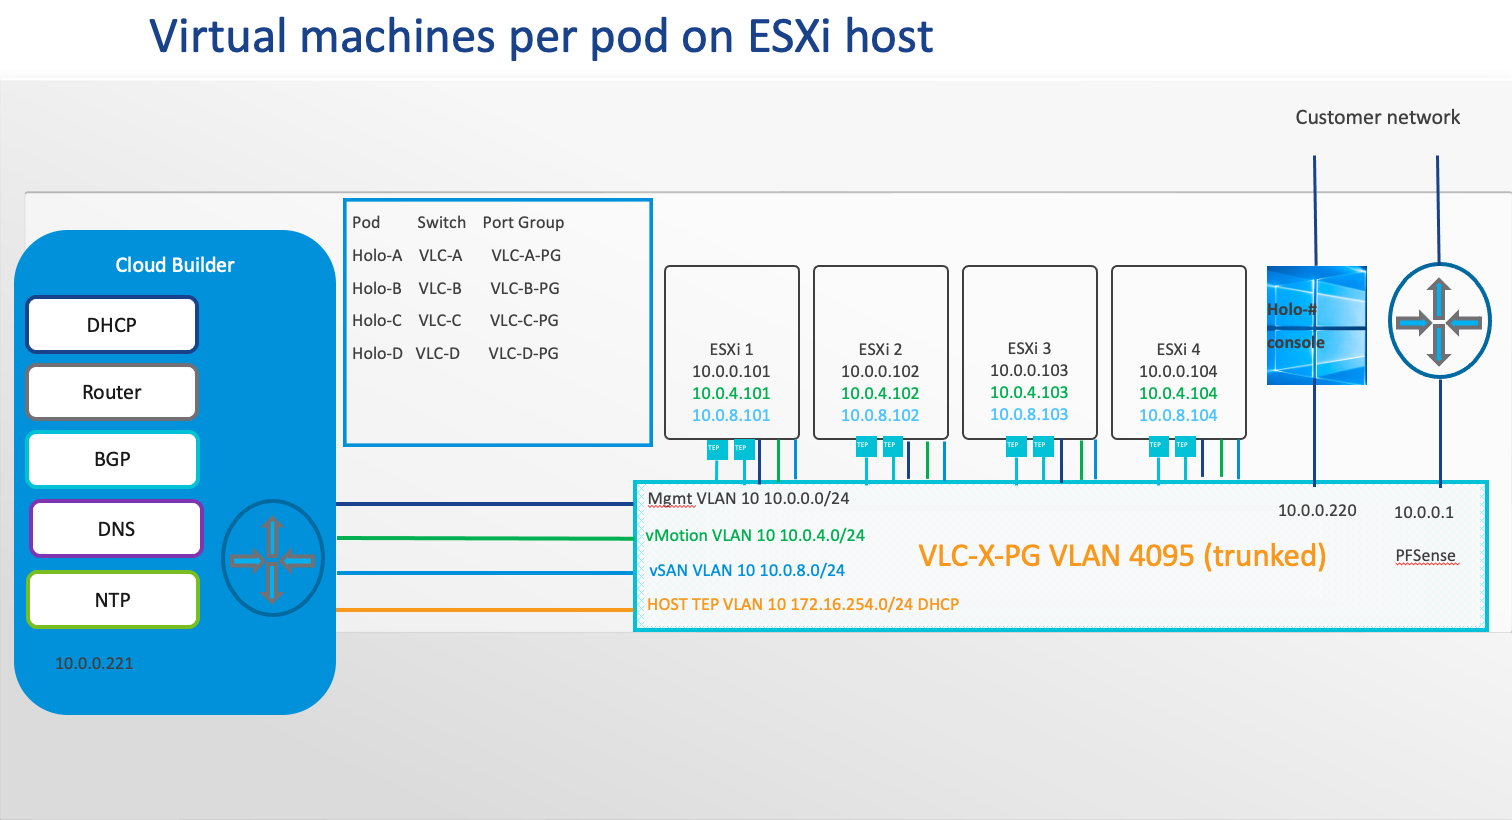 Virtual machines per pod on ESXi host
Customer network
Cloud Builder
DHCP
Router
BGP
DNS
NTP
10.0.0.221
Pod Switch Port Group
Holo-A VLC-A VLC-A-PG
Holo-B VLC-B VLC-B-PG
Holo-C VLC-C VLC-C-PG
Holo-D VLC-D VLC-D-PG
ESXi 1
10.0.0.101
10.0.4.101
10.0.8.101
TEP TEP
ESXi 2
10.0.0.102
10.0.4.102
10.0.8.102
TEP TEP
ESXi 3
10.0.0.103
10.0.4.103
10.0.8.103
TEP TEP
ESXi 4
10.0.0.104
10.0.4.104
10.0.8.104
TEP TEP
Holo-#
console
Mgmt VLAN 10 10.0.0.0/24
vMotion VLAN 10 10.0.4.0/24
vSAN VLAN 10 10.0.8.0/24
HOST TEP VLAN 10 172.16.254.0/24 DHCP
VLC-X-PG VLAN 4095 (trunked)
10.0.0.220
10.0.0.1
PFSense